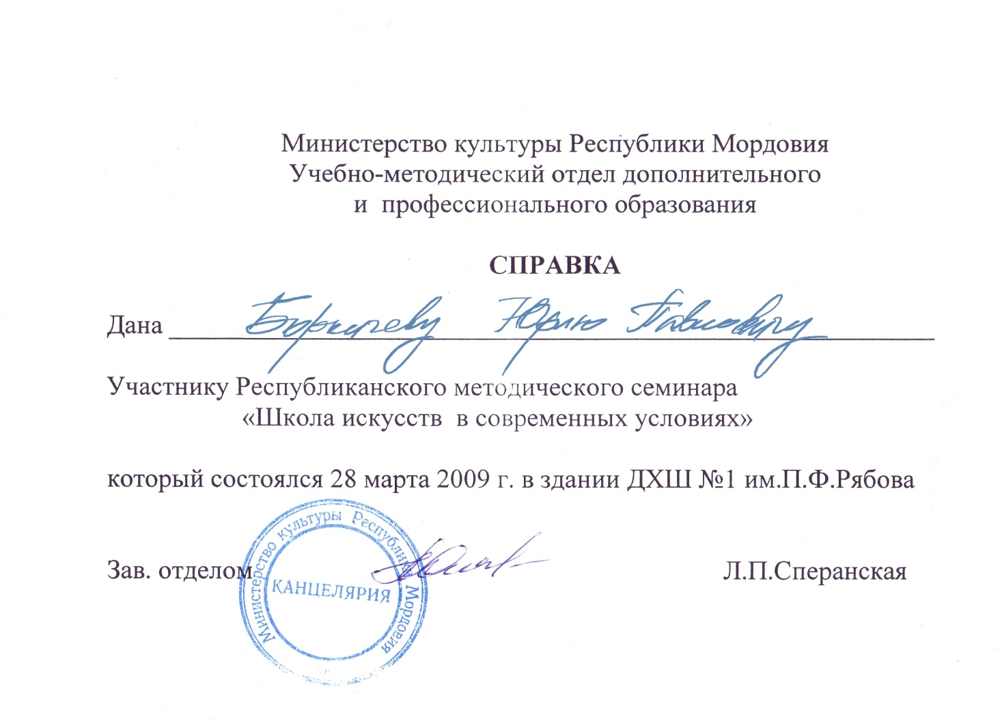 Министерство культуры Республики Мордовия
Учебно-методический отдел дополнительного
и профессионального образования
СПРАВКА
Дана Юрию Павловичу
Участнику Республиканского методического семинара
«Школа искусств в современных условиях»
который состоялся 28 марта 2009 г. в здании ДХШ №1 им.П.Ф.Рябова
Зав. отделом Л.П.Сперанская
Министерство культуры Республики Мордовия
КАНЦЕЛЯРИЯ